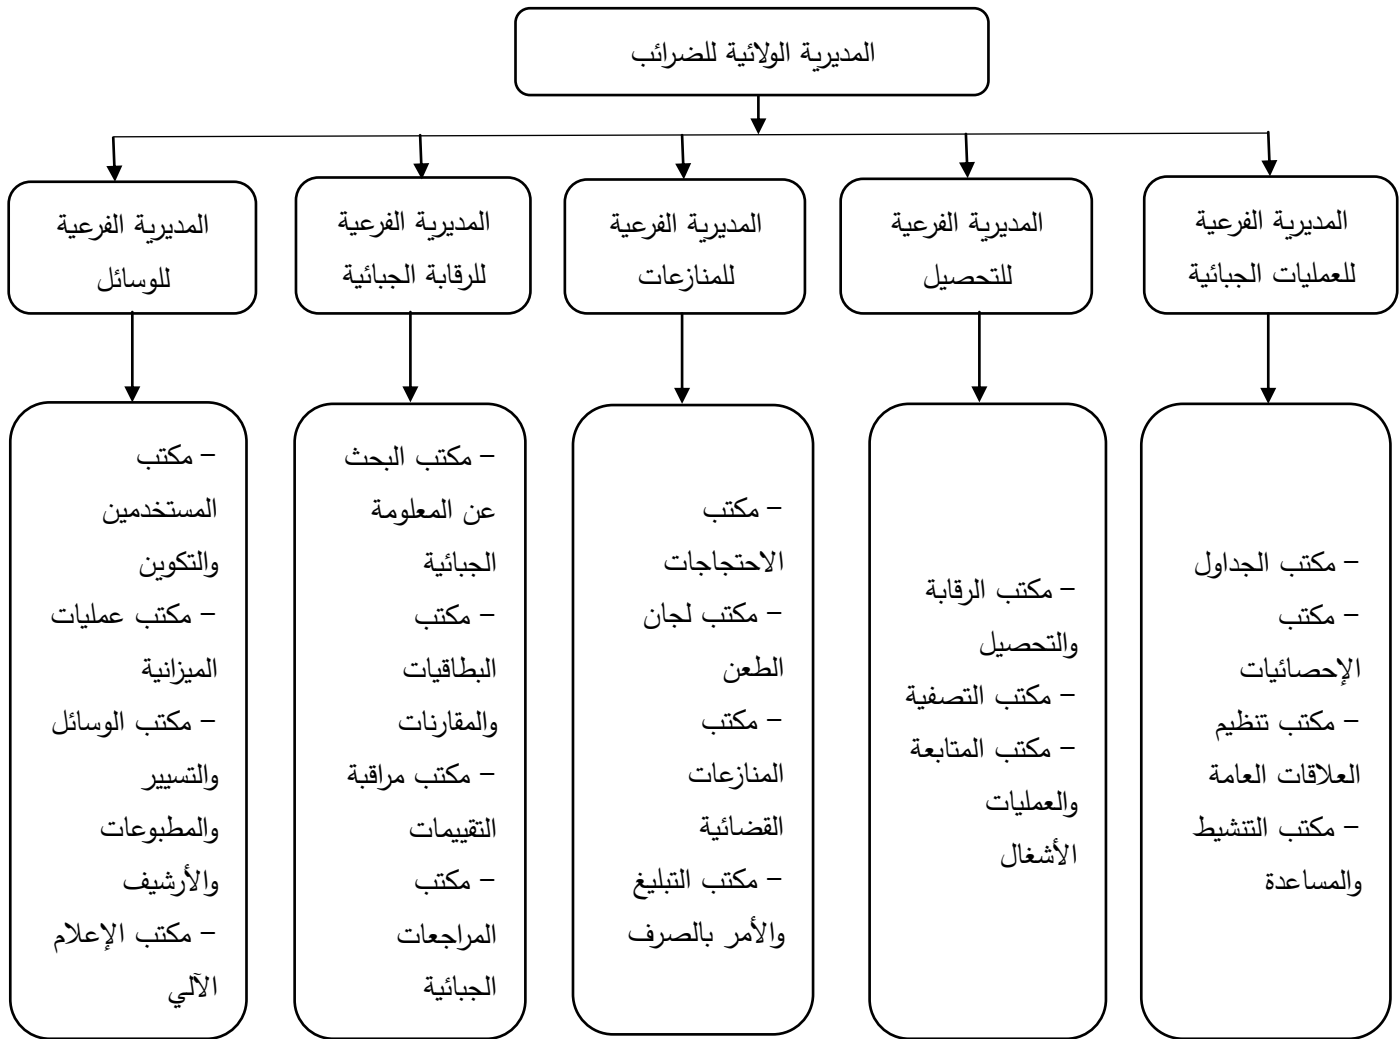 المديرية الولائية للضرائب
المديرية الفرعية
للعمليات الجبائية
المديرية الفرعية
للتحصيل
المديرية الفرعية
للمنازعات
المديرية الفرعية
للرقابة الجبائية
المديرية الفرعية
للوسائل
– مكتب الجداول
– مكتب
الإحصائيات
– مكتب تنظيم
العلاقات العامة
– مكتب التنشيط
والمساعدة
– مكتب الرقابة
والتحصيل
– مكتب التصفية
– مكتب المتابعة
والعمليات
الأشغال
– مكتب
الاحتجاجات
– مكتب لجان
الطعن
– مكتب
المنازعات
القضائية
– مكتب التبليغ
والأمر بالصرف
– مكتب البحث
عن المعلومة
الجبائية
– مكتب
البطاقيات
والمقارنات
– مكتب مراقبة
التقييمات
– مكتب
المراجعات
الجبائية
– مكتب
المستخدمين
والتكوين
– مكتب عمليات
الميزانية
– مكتب الوسائل
والتسيير
والمطبوعات
والأرشيف
– مكتب الإعلام
الآلي